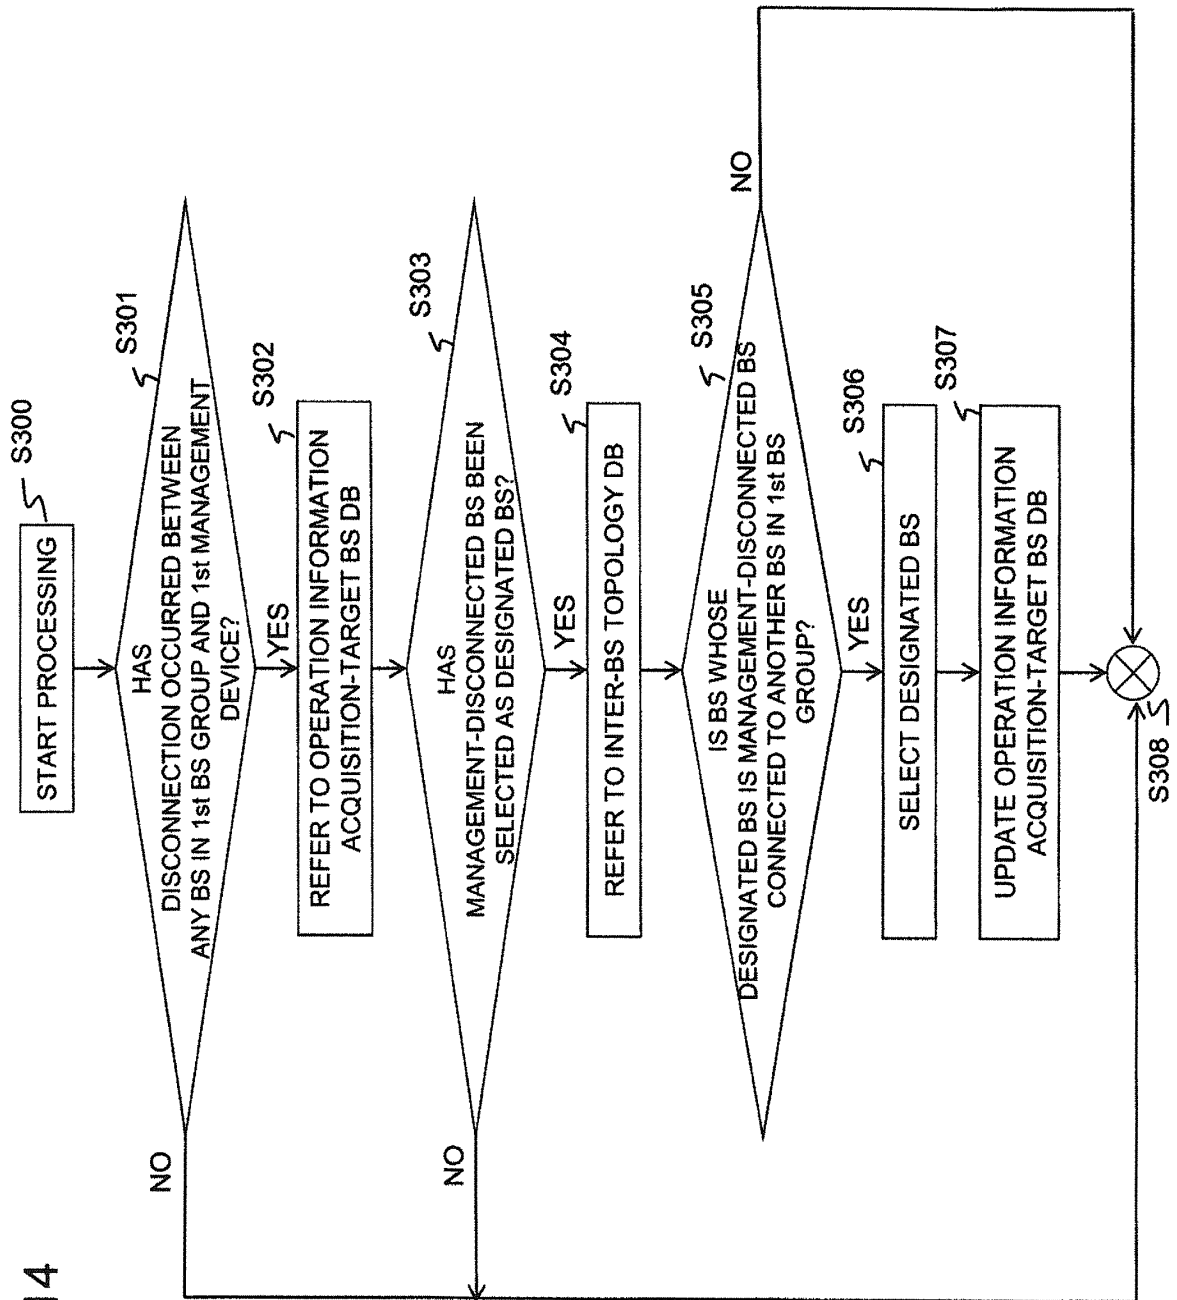 14
START PROCESSING
S300
HAS
DISCONNECTION OCCURRED BETWEEN
ANY BS IN 1st BS GROUP AND 1st MANAGEMENT
DEVICE?
S301
NO
YES
REFER TO OPERATION INFORMATION
ACQUISITION-TARGET BS DB
S302
HAS
MANAGEMENT-DISCONNECTED BS BEEN
SELECTED AS DESIGNATED BS?
S303
NO
YES
REFER TO INTER-BS TOPOLOGY DB
S304
IS BS WHOSE
DESIGNATED BS IS MANAGEMENT-DISCONNECTED BS
CONNECTED TO ANOTHER BS IN 1st BS
GROUP?
S305
NO
YES
SELECT DESIGNATED BS
S306
UPDATE OPERATION INFORMATION
ACQUISITION-TARGET BS DB
S307
S308